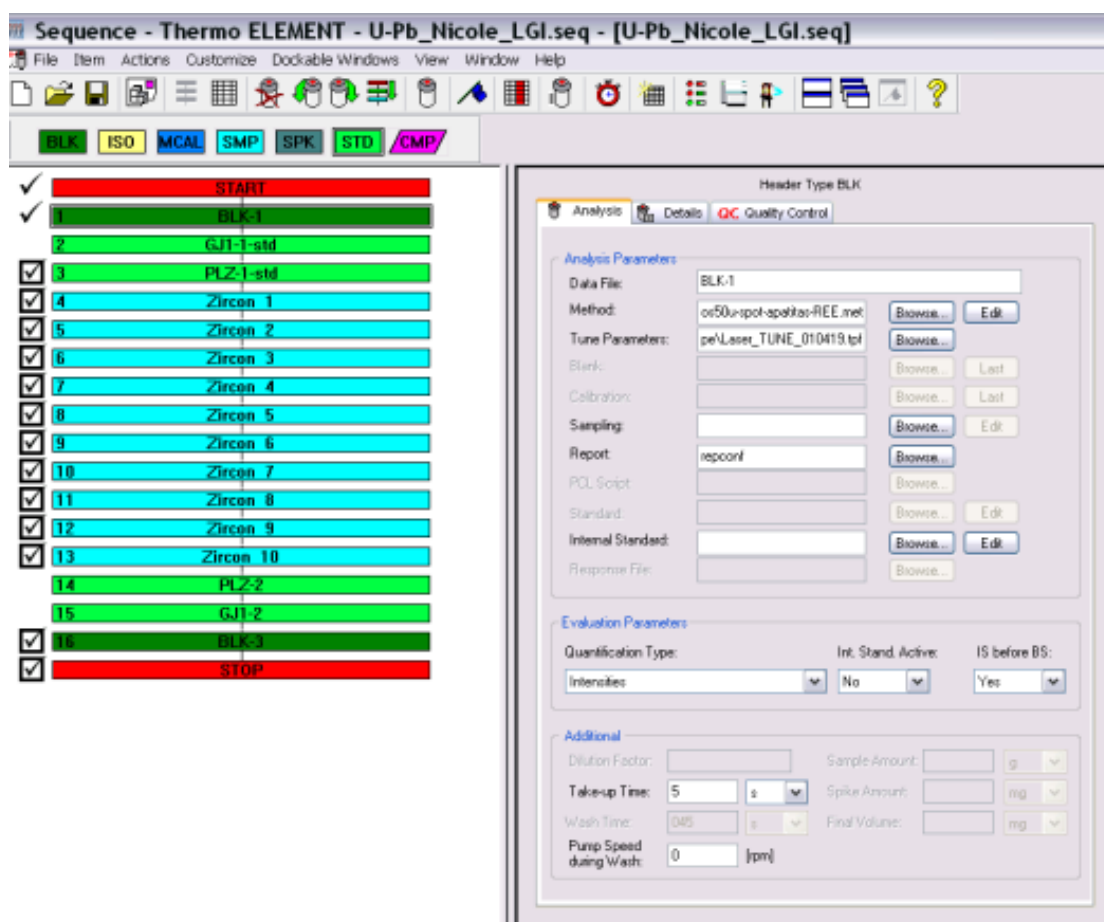 Sequence - Thermo ELEMENT - U-Pb_Nicole_LGI.seq - [U-Pb_Nicole_LGI.seq]
File Item Actions Customize Dockable Windows View Window Help
BLK ISO MCAL SMP SPK STD CMP
START
1 BLK-1
2 GJ1-1-std
3 PLZ-1-std
4 Zircon 1
5 Zircon 2
6 Zircon 3
7 Zircon 4
8 Zircon 5
9 Zircon 6
10 Zircon 7
11 Zircon 8
12 Zircon 9
13 Zircon 10
14 PLZ-2
15 GJ1-2
16 BLK-3
STOP
Header Type BLK
Analysis Details QC Quality Control
Analysis Parameters
Data File: BLK-1
Method: os50u-spot-apatitas-REE.met Browse... Edit
Tune Parameters: pe\Laser_TUNE_010419.tpf Browse...
Blank: Browse... Last
Calibration: Browse... Last
Sampling: Browse... Edit
Report: repconf Browse...
PCL Script: Browse...
Standard: Browse... Edit
Internal Standard: Browse... Edit
Response File: Browse...
Evaluation Parameters
Quantification Type: Int. Stand. Active: IS before BS:
Intensities No Yes
Additional
Dilution Factor: Sample Amount: g
Take-up Time: 5 s Spike Amount: mg
Wash Time: 045 s Final Volume: mg
Pump Speed
during Wash: 0 [rpm]